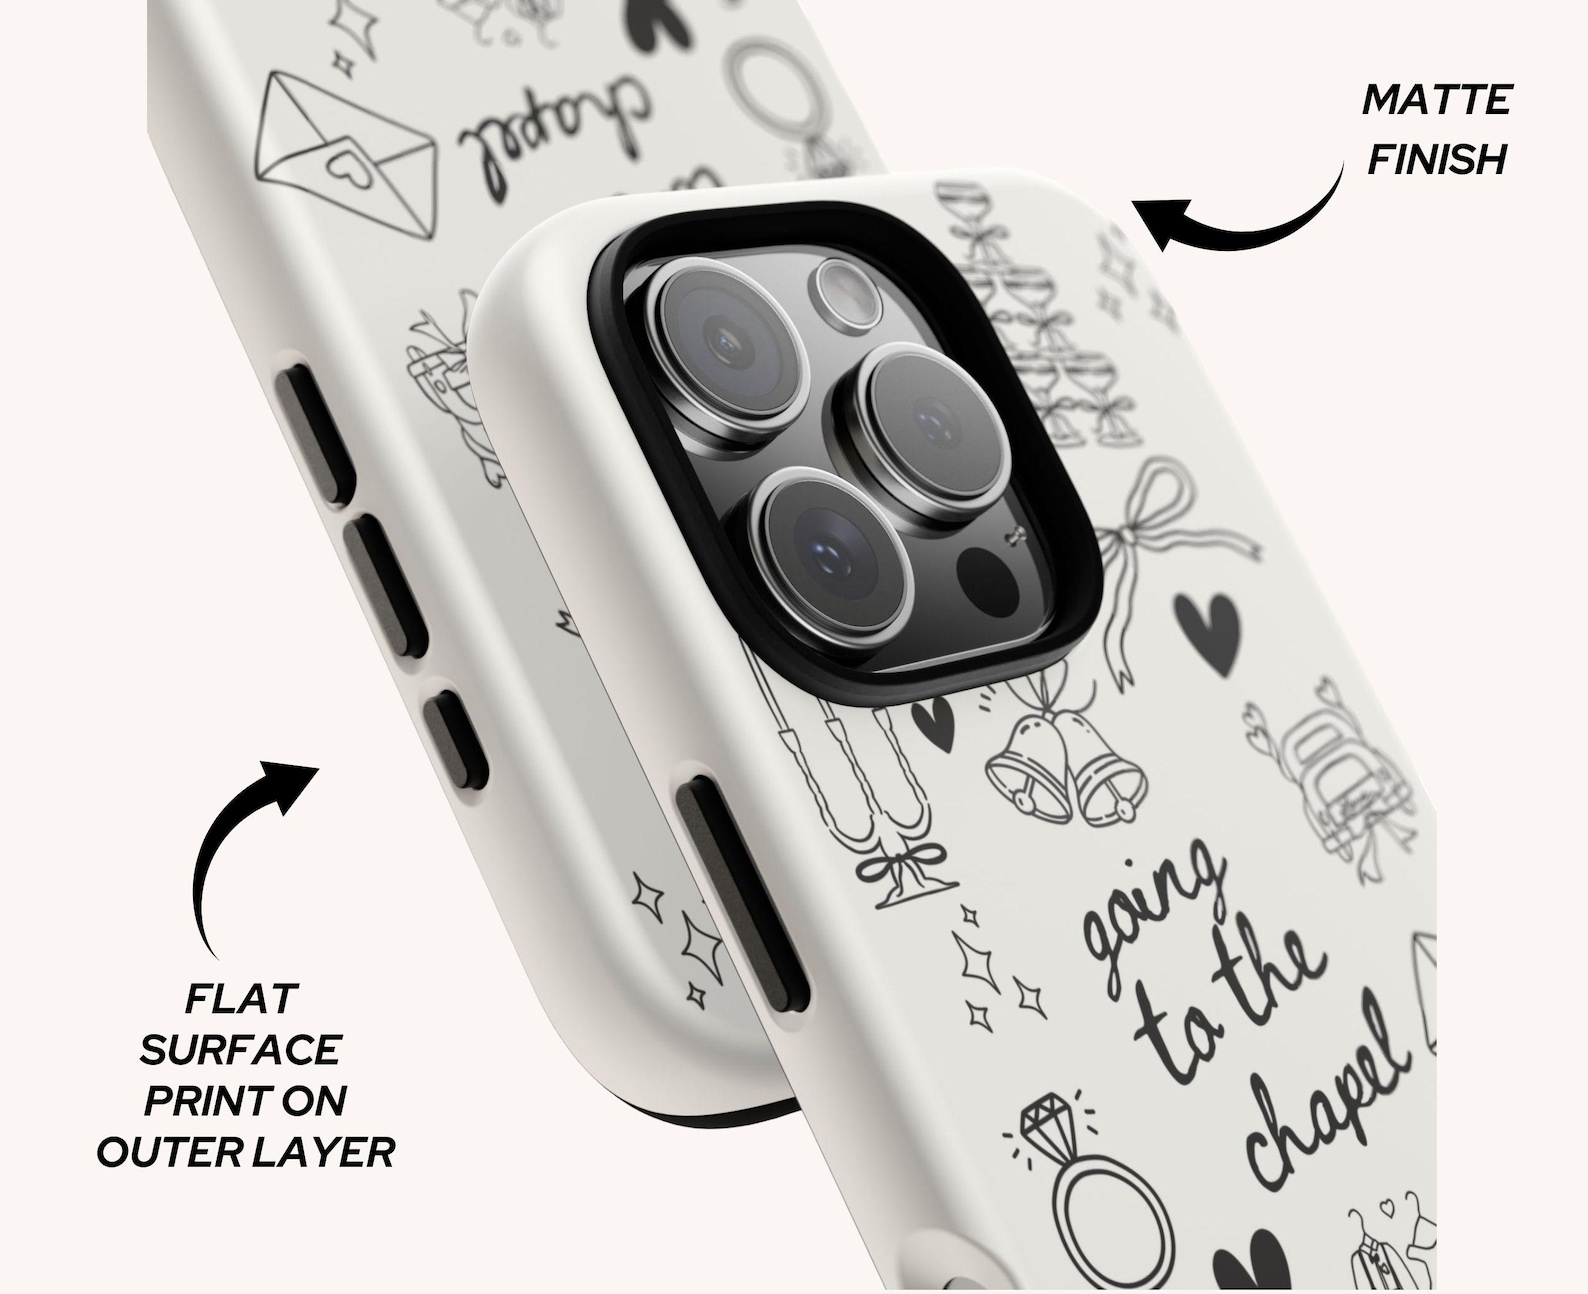 MATTE
FINISH
chapel
going
to the
chapel
FLAT
SURFACE
PRINT ON
OUTER LAYER